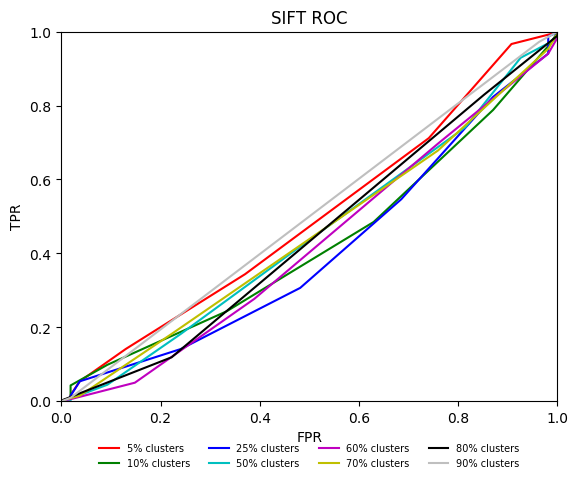 SIFT ROC
TPR
1.0
0.8
0.6
0.4
0.2
0.0
0.0 0.2 0.4 0.6 0.8 1.0
FPR
5% clusters 25% clusters 60% clusters 80% clusters
10% clusters 50% clusters 70% clusters 90% clusters